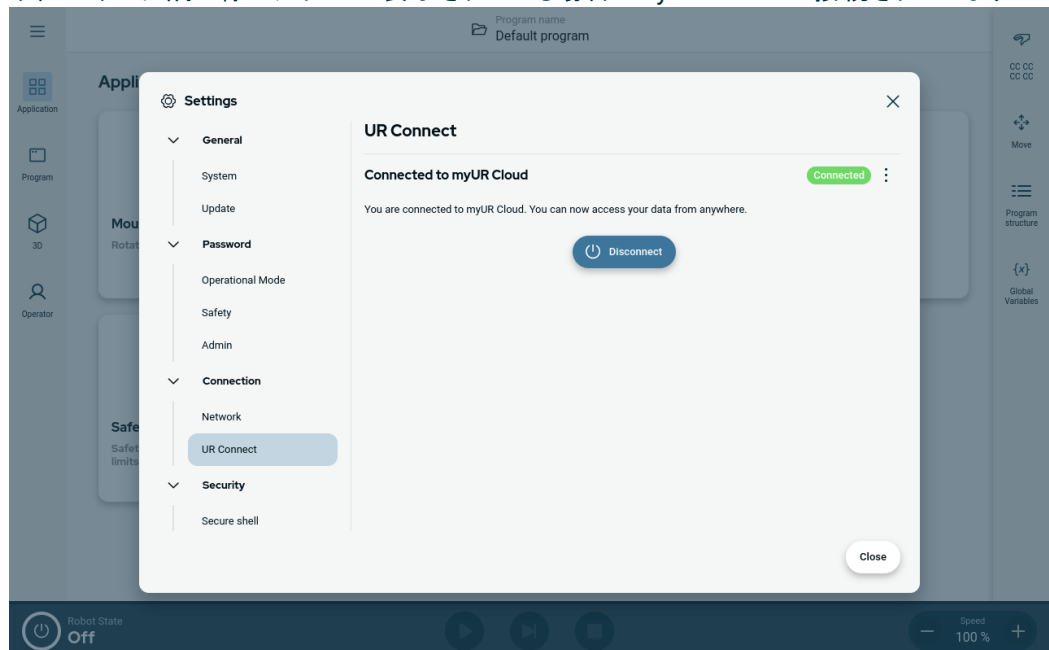 Program name
Default program
Application
Program
3D
Operator
Appli
Mou
Rotat
Safe
Safet
limits
Settings
General
System
Update
Password
Operational Mode
Safety
Admin
Connection
Network
UR Connect
Security
Secure shell
UR Connect
Connected to myUR Cloud
Connected
You are connected to myUR Cloud. You can now access your data from anywhere.
Disconnect
Close
CC CC
CC CC
Move
Program
structure
{x}
Global
Variables
Robot State
Off
Speed
100 %